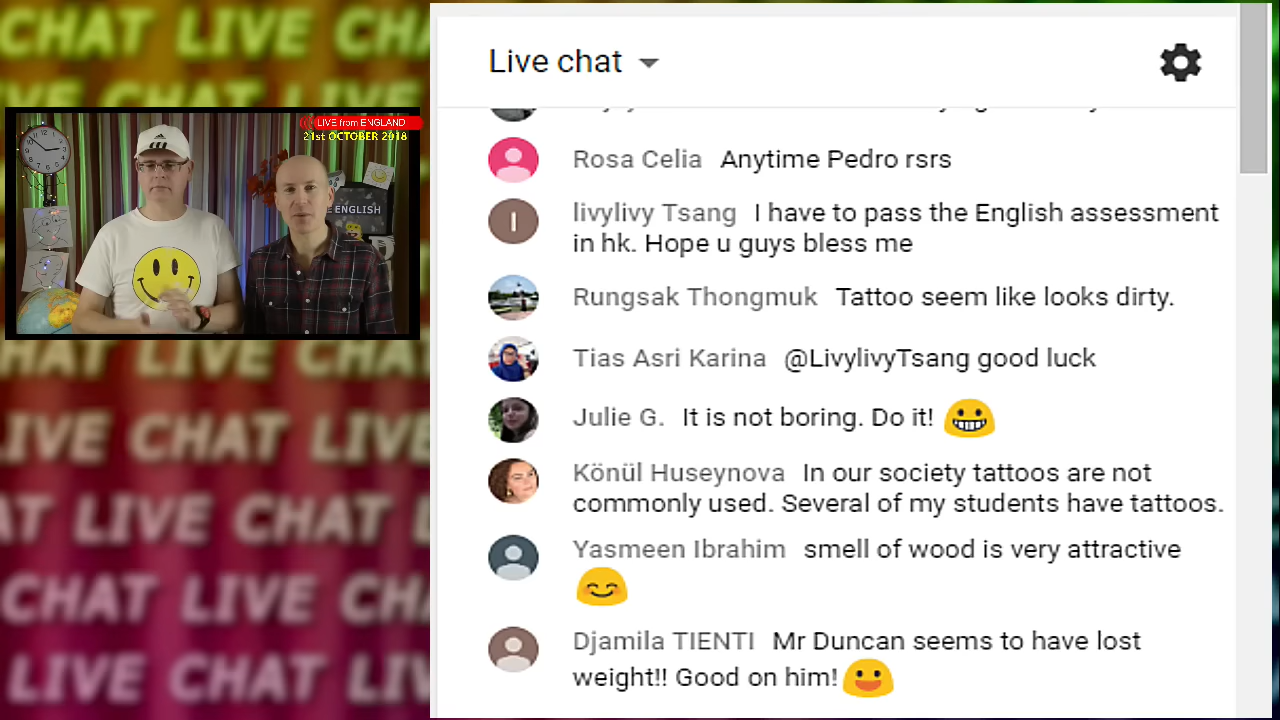 CHAT LIVE CHAT
LIVE CHAT
LIVE from ENGLAND
21st OCTOBER 2018
ENGLISH
HAT LIVE CHAT
LIVE CHAT LIVE
AT LIVE CHAT
CHAT LIVE CHA
LIVE CHAT LIVE
Live chat
Rosa Celia Anytime Pedro rsrs
livylivy Tsang I have to pass the English assessment
in hk. Hope u guys bless me
Rungsak Thongmuk Tattoo seem like looks dirty.
Tias Asri Karina @LivylivyTsang good luck
Julie G. It is not boring. Do it! 😀
Könül Huseynova In our society tattoos are not
commonly used. Several of my students have tattoos.
Yasmeen Ibrahim smell of wood is very attractive
😊
Djamila TIENTI Mr Duncan seems to have lost
weight!! Good on him! 😃